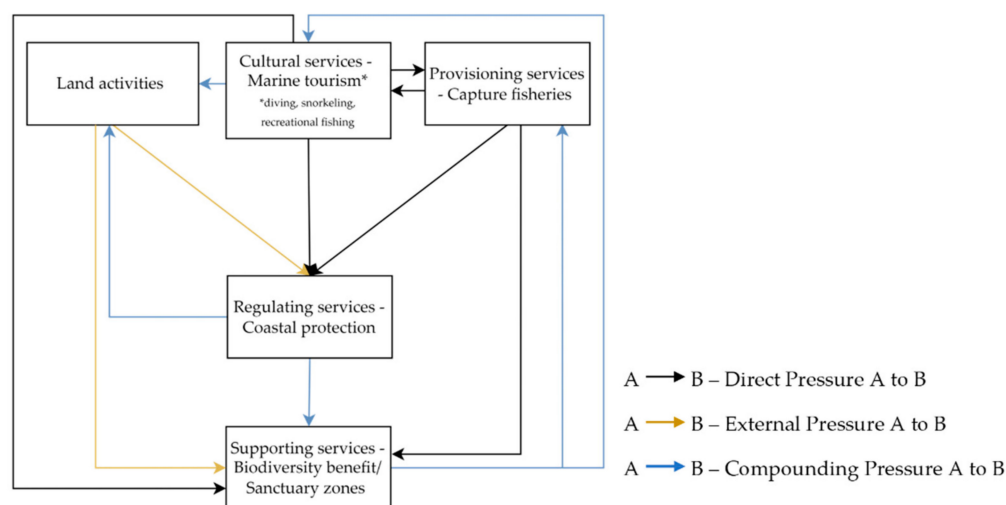 Land activities
Cultural services -
Marine tourism*
*diving, snorkeling,
recreational fishing
Provisioning services
- Capture fisheries
Regulating services -
Coastal protection
Supporting services -
Biodiversity benefit/
Sanctuary zones
A B – Direct Pressure A to B
A B – External Pressure A to B
A B – Compounding Pressure A to B